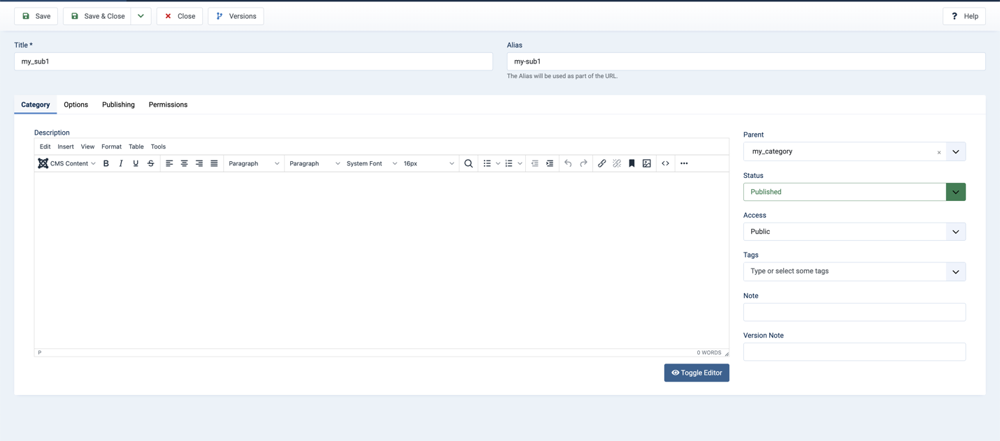 Save
Save & Close
Close
Versions
? Help
Title *
Alias
my_sub1
my-sub1
The Alias will be used as part of the URL.
Category Options Publishing Permissions
Description
Edit Insert View Format Table Tools
CMS Content B I U S Paragraph Paragraph System Font 16px
P
0 WORDS
Toggle Editor
Parent
my_category ×
Status
Published
Access
Public
Tags
Type or select some tags
Note
Version Note